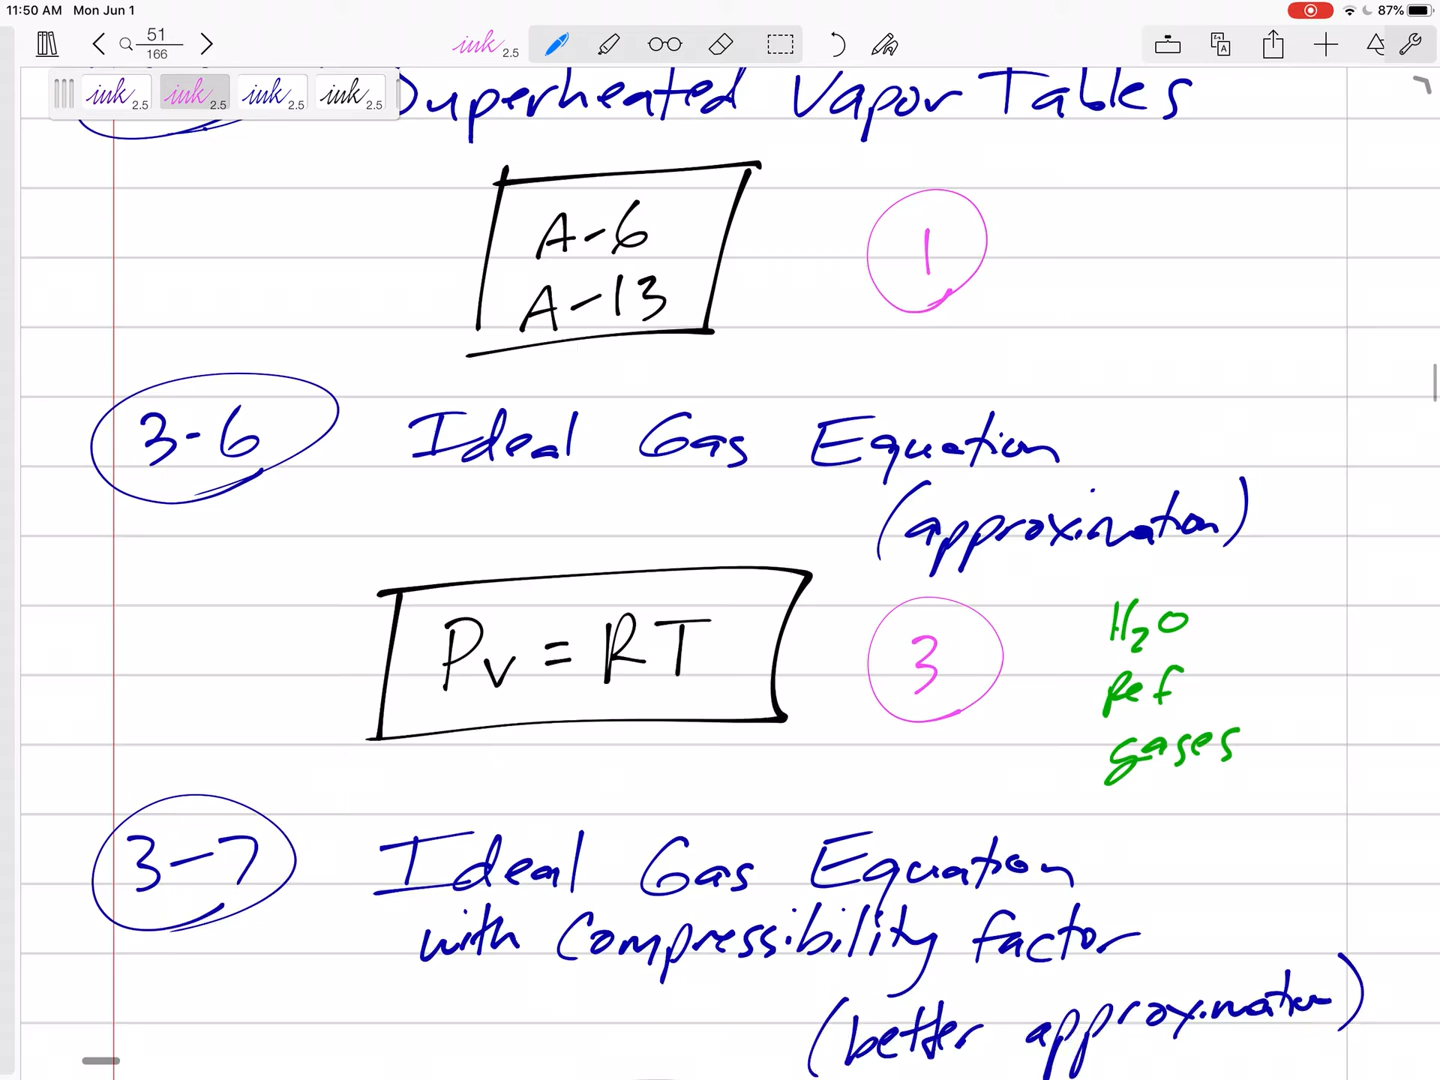 11:50 AM Mon Jun 1
87%
51
166
ink 2.5
ink 2.5
ink 2.5
ink 2.5
ink 2.5
Superheated Vapor Tables
A-6
A-13
1
3-6 Ideal Gas Equation
(approximation)
Pv = RT
3
H2O
Ref
gases
3-7 Ideal Gas Equation
with Compressibility factor
(better approximation)